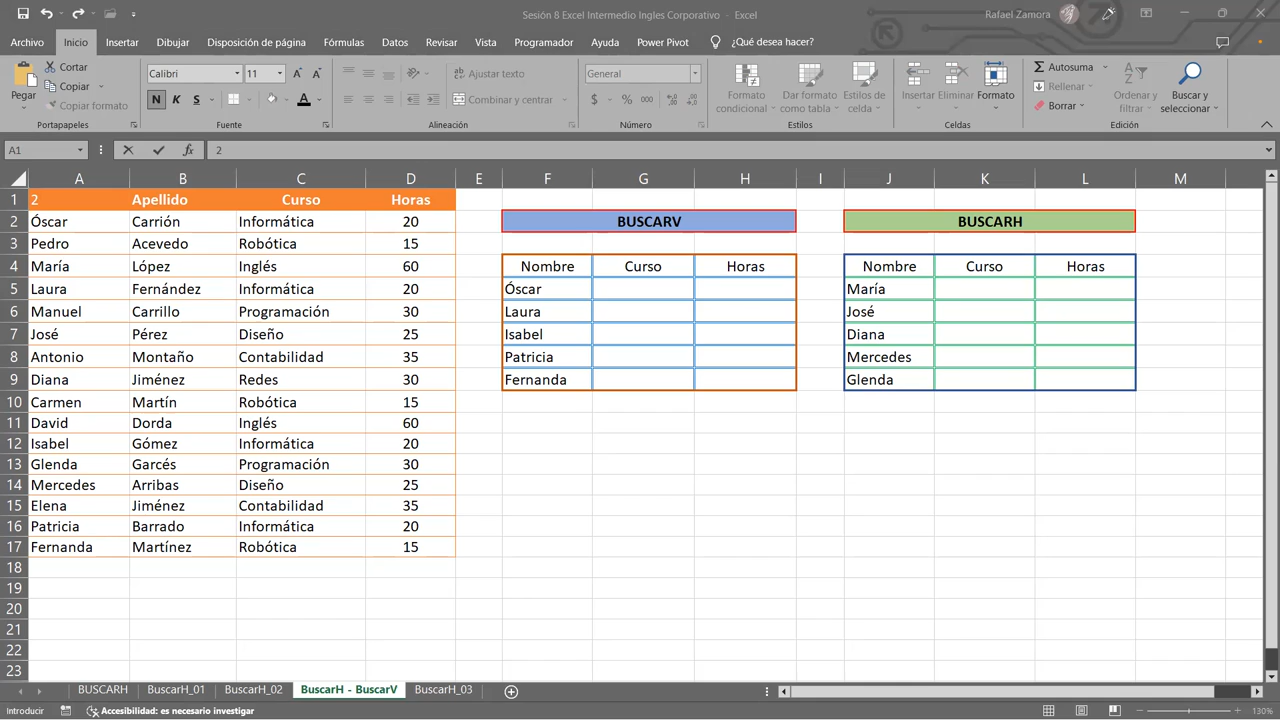 Sesión 8 Excel Intermedio Ingles Corporativo - Excel
Rafael Zamora
Archivo Inicio Insertar Dibujar Disposición de página Fórmulas Datos Revisar Vista Programador Ayuda Power Pivot ¿Qué desea hacer?
Pegar
Cortar
Copiar
Copiar formato
Portapapeles
Calibri 11
N K S
Fuente
Ajustar texto
Combinar y centrar
Alineación
General
$ % 000
Número
Formato condicional
Dar formato como tabla
Estilos de celda
Estilos
Insertar Eliminar Formato
Celdas
Autosuma
Rellenar
Borrar
Ordenar y filtrar
Buscar y seleccionar
Edición
A1 fx 2
A B C D E F G H I J K L M
1 2 Apellido Curso Horas
2 Óscar Carrión Informática 20 BUSCARV BUSCARH
3 Pedro Acevedo Robótica 15
4 María López Inglés 60 Nombre Curso Horas Nombre Curso Horas
5 Laura Fernández Informática 20 Óscar María
6 Manuel Carrillo Programación 30 Laura José
7 José Pérez Diseño 25 Isabel Diana
8 Antonio Montaño Contabilidad 35 Patricia Mercedes
9 Diana Jiménez Redes 30 Fernanda Glenda
10 Carmen Martín Robótica 15
11 David Dorda Inglés 60
12 Isabel Gómez Informática 20
13 Glenda Garcés Programación 30
14 Mercedes Arribas Diseño 25
15 Elena Jiménez Contabilidad 35
16 Patricia Barrado Informática 20
17 Fernanda Martínez Robótica 15
18
19
20
21
22
23
BUSCARH BuscarH_01 BuscarH_02 BuscarH - BuscarV BuscarH_03
Introducir Accesibilidad: es necesario investigar 130%